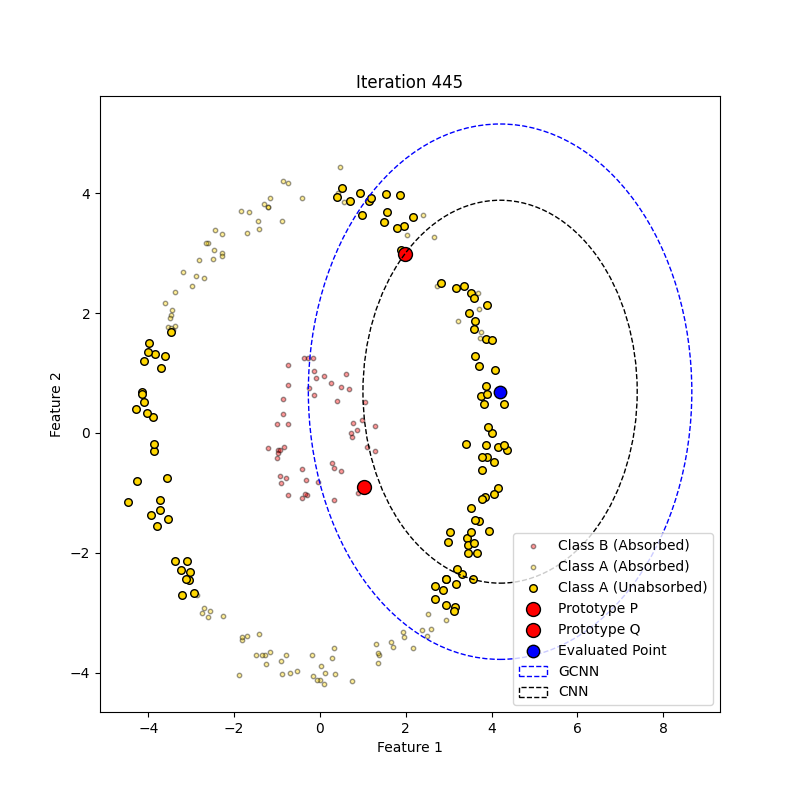 Iteration 445
Feature 2
4
2
0
−2
−4
−4 −2 0 2 4 6 8
Feature 1
Class B (Absorbed)
Class A (Absorbed)
Class A (Unabsorbed)
Prototype P
Prototype Q
Evaluated Point
GCNN
CNN